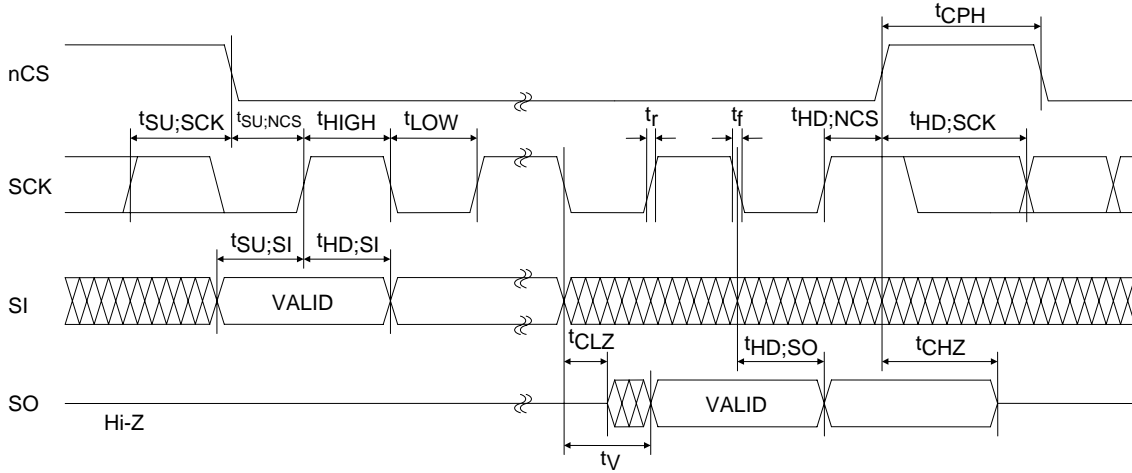 tCPH
nCS
tSU;SCK tSU;NCS tHIGH tLOW tr tf tHD;NCS tHD;SCK
SCK
tSU;SI tHD;SI
SI VALID
tCLZ tHD;SO tCHZ
SO VALID
Hi-Z
tV